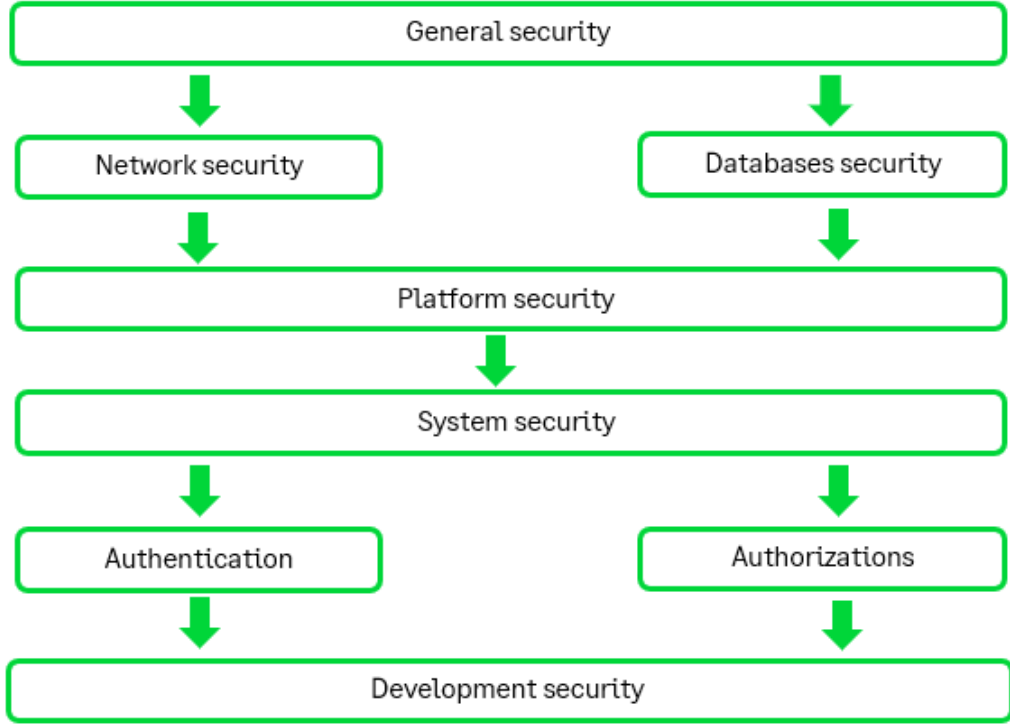 General security
Network security
Databases security
Platform security
System security
Authentication
Authorizations
Development security